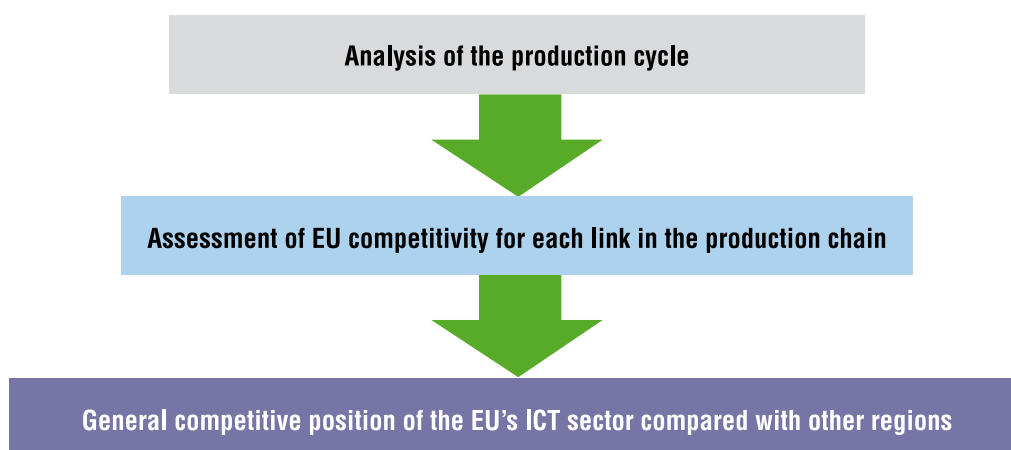 Analysis of the production cycle
Assessment of EU competitivity for each link in the production chain
General competitive position of the EU’s ICT sector compared with other regions